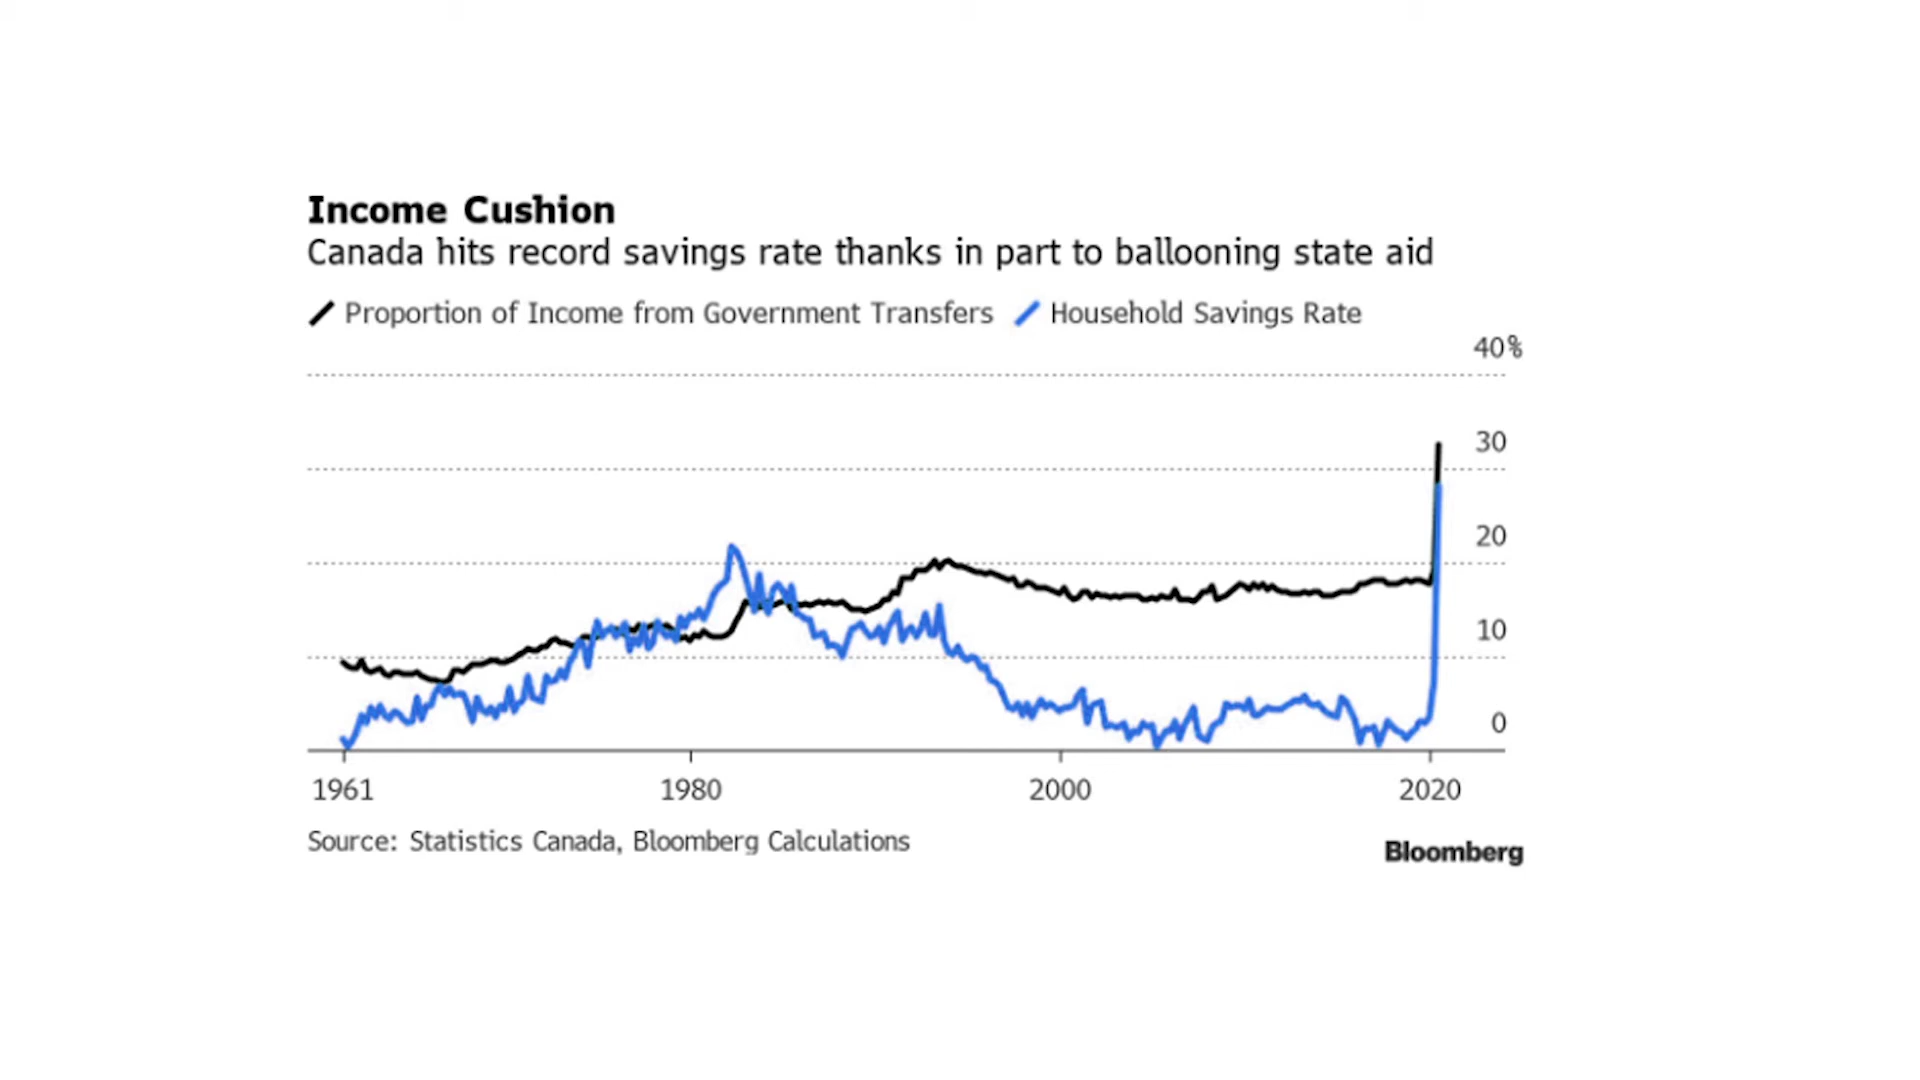 Income Cushion
Canada hits record savings rate thanks in part to ballooning state aid
Proportion of Income from Government Transfers Household Savings Rate
40%
30
20
10
0
1961 1980 2000 2020
Source: Statistics Canada, Bloomberg Calculations
Bloomberg